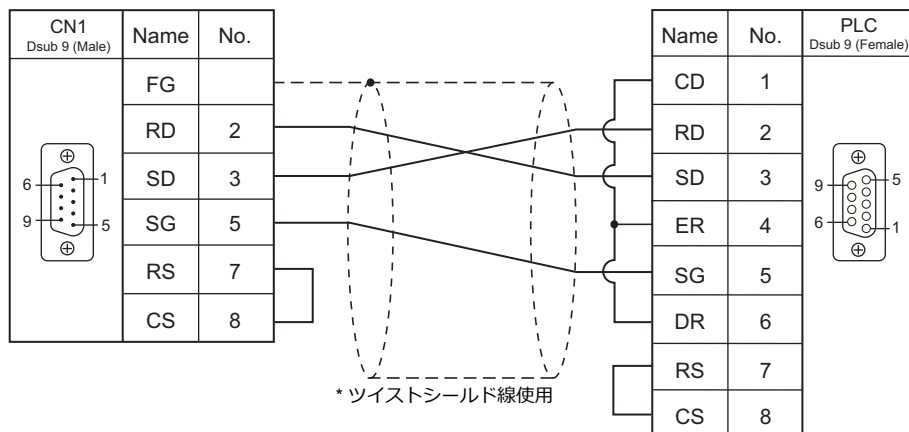 CN1
Dsub 9 (Male)
Name No.
FG
RD 2
SD 3
SG 5
RS 7
CS 8
6 1
9 5
Name No.
PLC
Dsub 9 (Female)
CD 1
RD 2
SD 3
ER 4
SG 5
DR 6
RS 7
CS 8
9 5
6 1
* ツイストシールド線使用